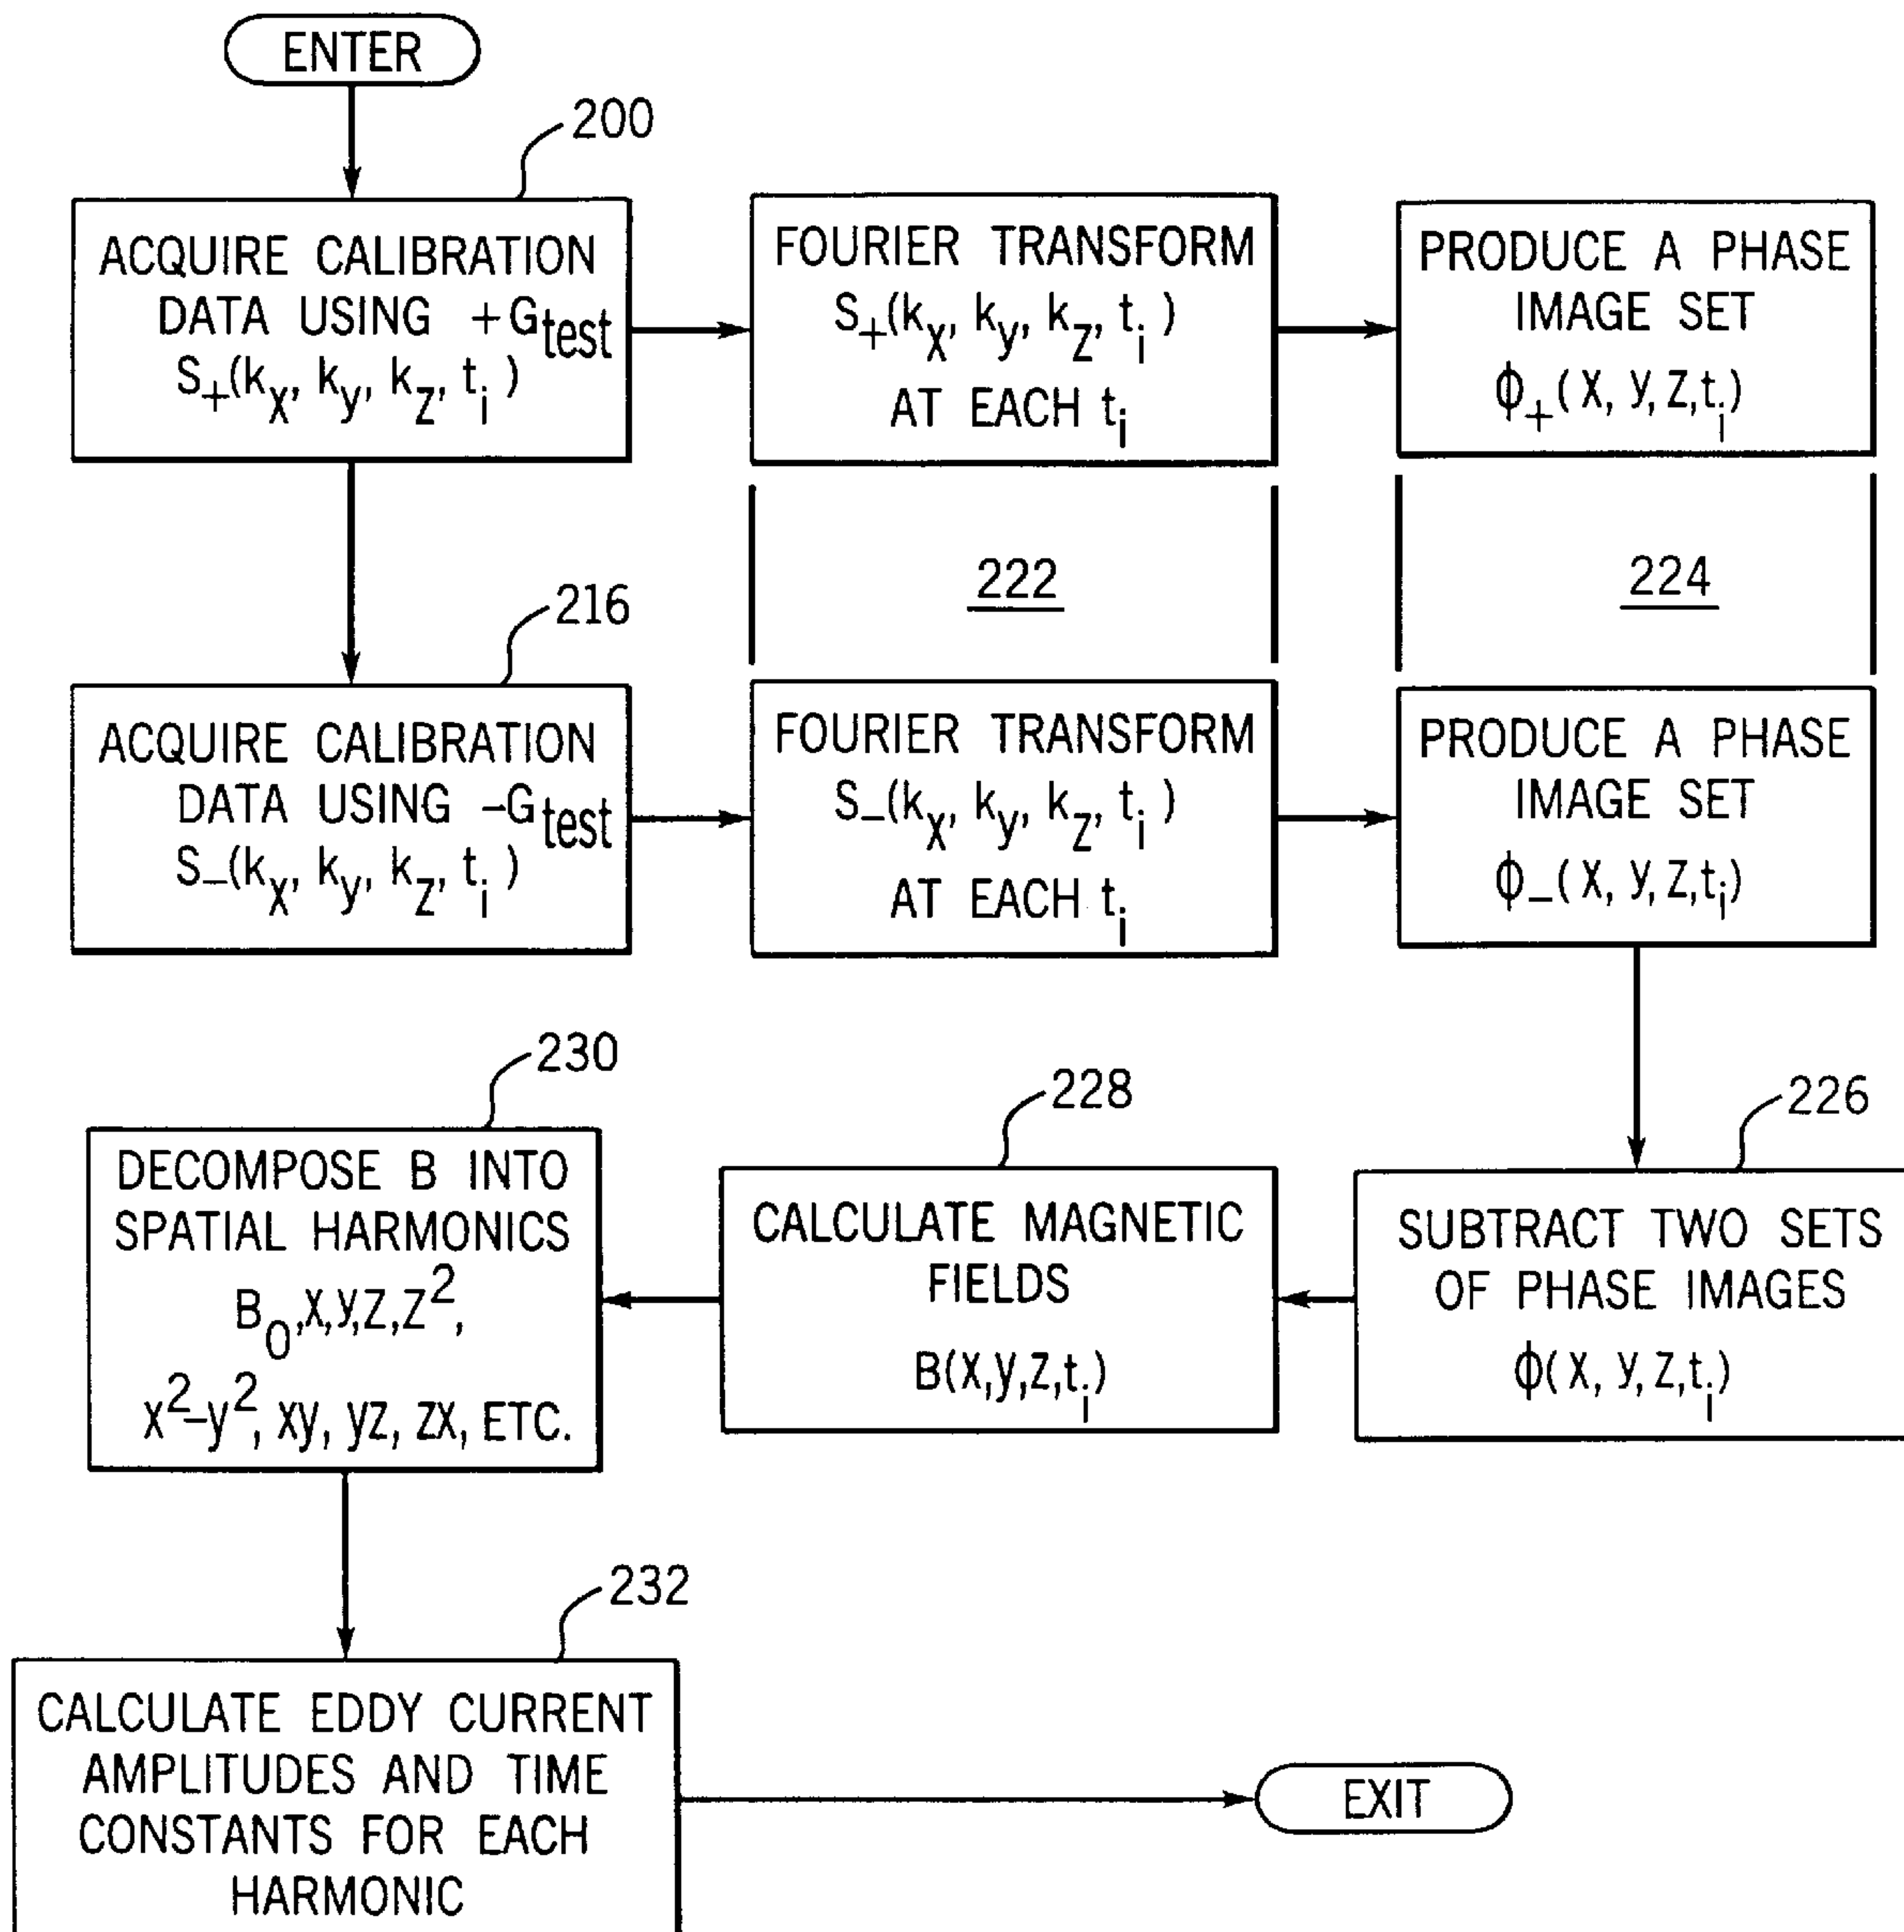 ENTER
200
ACQUIRE CALIBRATION
DATA USING +Gtest
S+(kx, ky, kz, ti)
FOURIER TRANSFORM
S+(kx, ky, kz, ti)
AT EACH ti
PRODUCE A PHASE
IMAGE SET
ϕ+(x, y, z, ti)
222
224
216
ACQUIRE CALIBRATION
DATA USING −Gtest
S−(kx, ky, kz, ti)
FOURIER TRANSFORM
S−(kx, ky, kz, ti)
AT EACH ti
PRODUCE A PHASE
IMAGE SET
ϕ−(x, y, z, ti)
230
DECOMPOSE B INTO
SPATIAL HARMONICS
B0,x,y,z,z²,
x²−y², xy, yz, zx, ETC.
228
CALCULATE MAGNETIC
FIELDS
B(x,y,z,ti)
226
SUBTRACT TWO SETS
OF PHASE IMAGES
ϕ(x, y, z, ti)
232
CALCULATE EDDY CURRENT
AMPLITUDES AND TIME
CONSTANTS FOR EACH
HARMONIC
EXIT